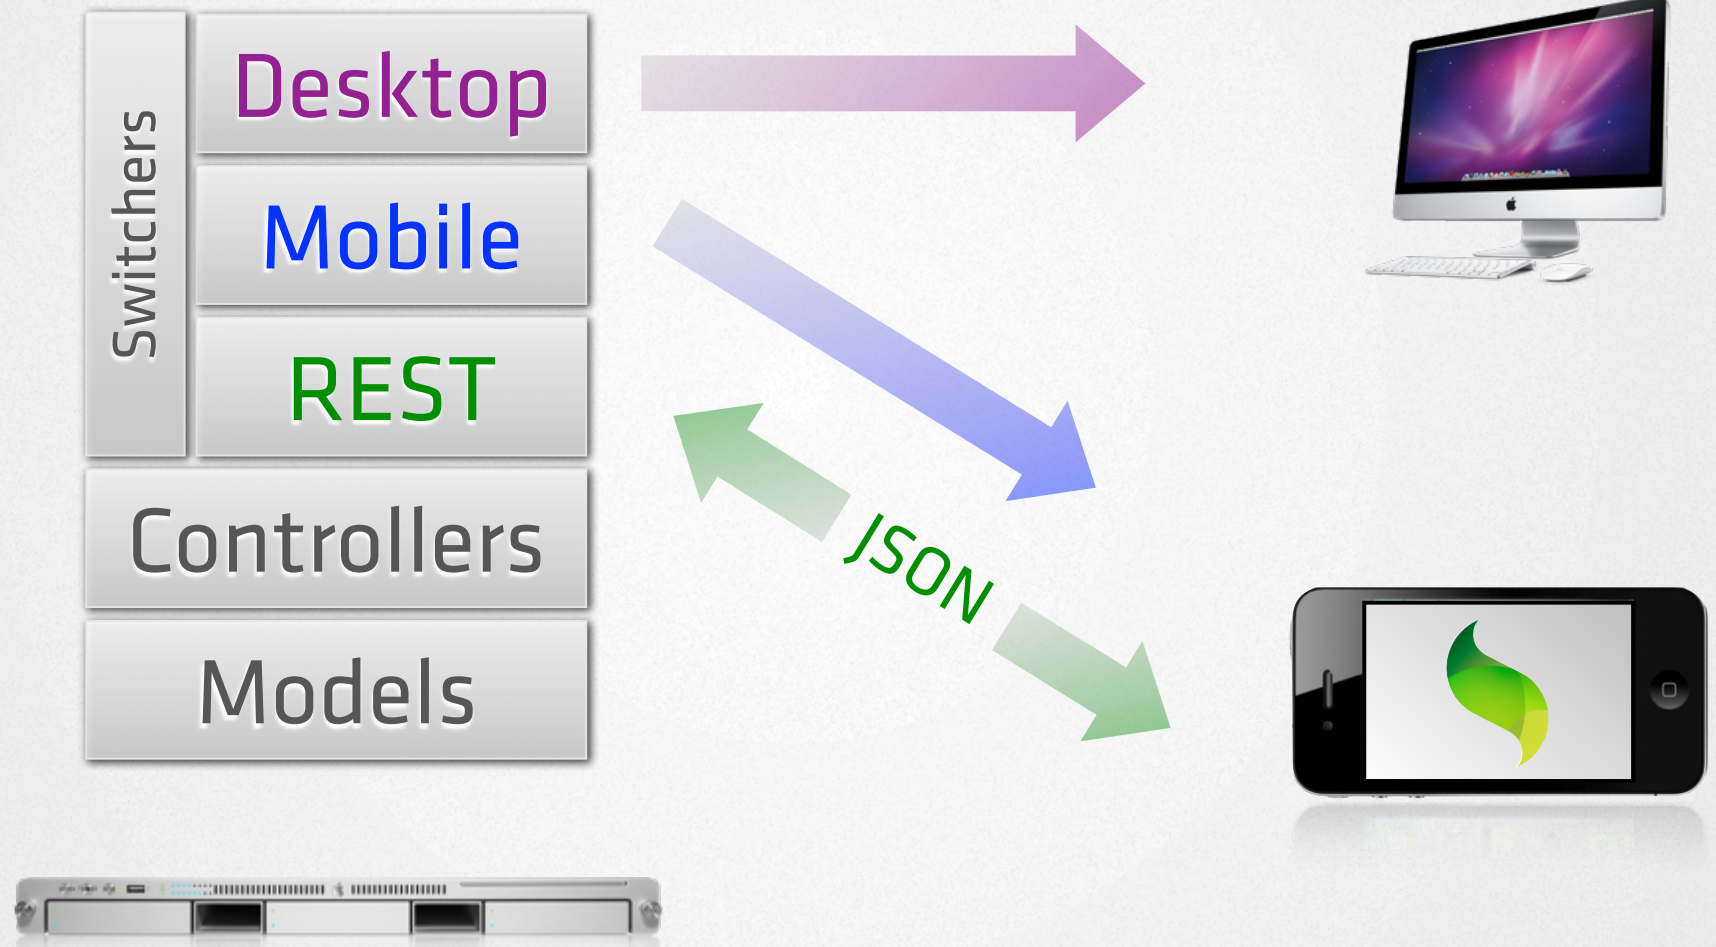 Switchers
Desktop
Mobile
REST
Controllers
Models
JSON